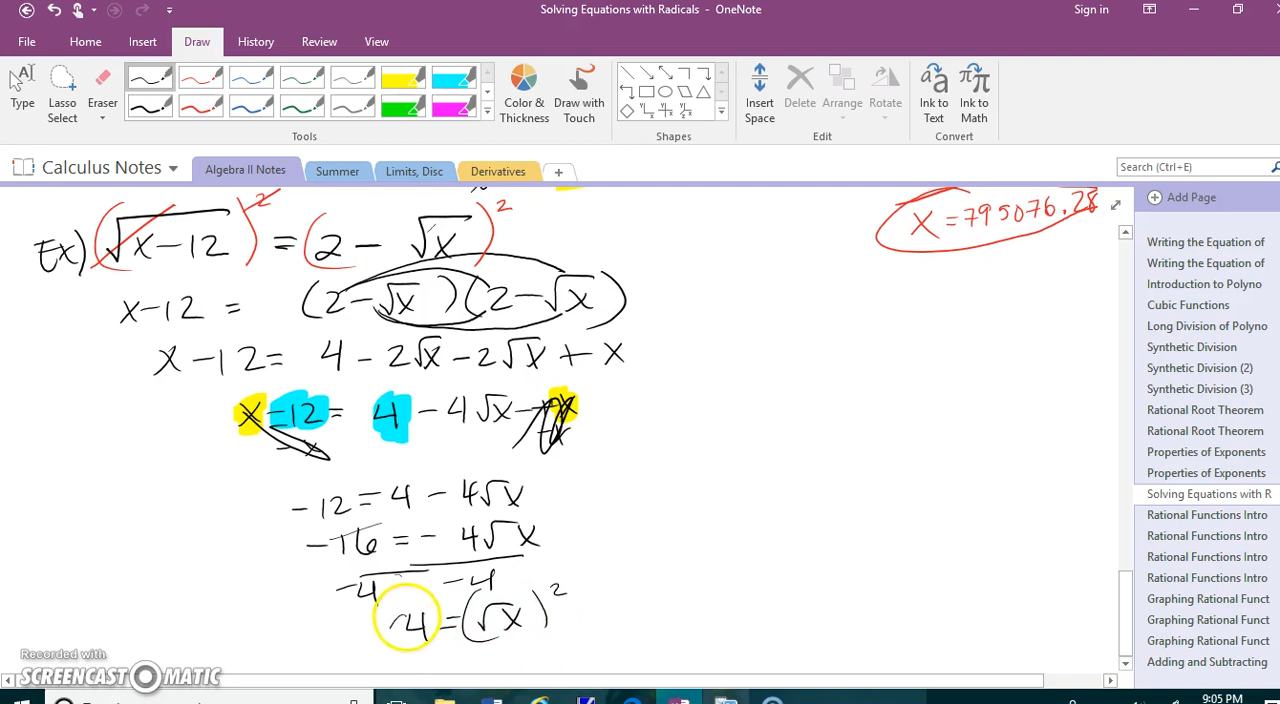 Solving Equations with Radicals - OneNote
Sign in
File Home Insert Draw History Review View
Type
Lasso Select
Eraser
Color & Thickness
Draw with Touch
Insert Space
Delete
Arrange
Rotate
Ink to Text
Ink to Math
Tools
Shapes
Edit
Convert
Calculus Notes
Algebra II Notes
Summer
Limits, Disc
Derivatives
Search (Ctrl+E)
Add Page
Writing the Equation of
Writing the Equation of
Introduction to Polyno
Cubic Functions
Long Division of Polyno
Synthetic Division
Synthetic Division (2)
Synthetic Division (3)
Rational Root Theorem
Rational Root Theorem
Properties of Exponents
Properties of Exponents
Solving Equations with R
Rational Functions Intro
Rational Functions Intro
Rational Functions Intro
Rational Functions Intro
Graphing Rational Funct
Graphing Rational Funct
Graphing Rational Funct
Adding and Subtracting
X = 795076.28
Ex) (√x-12)² = (2 - √x)²
x-12 = (2-√x)(2-√x)
x-12 = 4 - 2√x - 2√x + x
x-12 = 4 - 4√x + x
-x -x
-12 = 4 - 4√x
-16 = - 4√x
-4 -4
4 = (√x)²
RECORDED WITH
SCREENCAST MATIC
9:05 PM